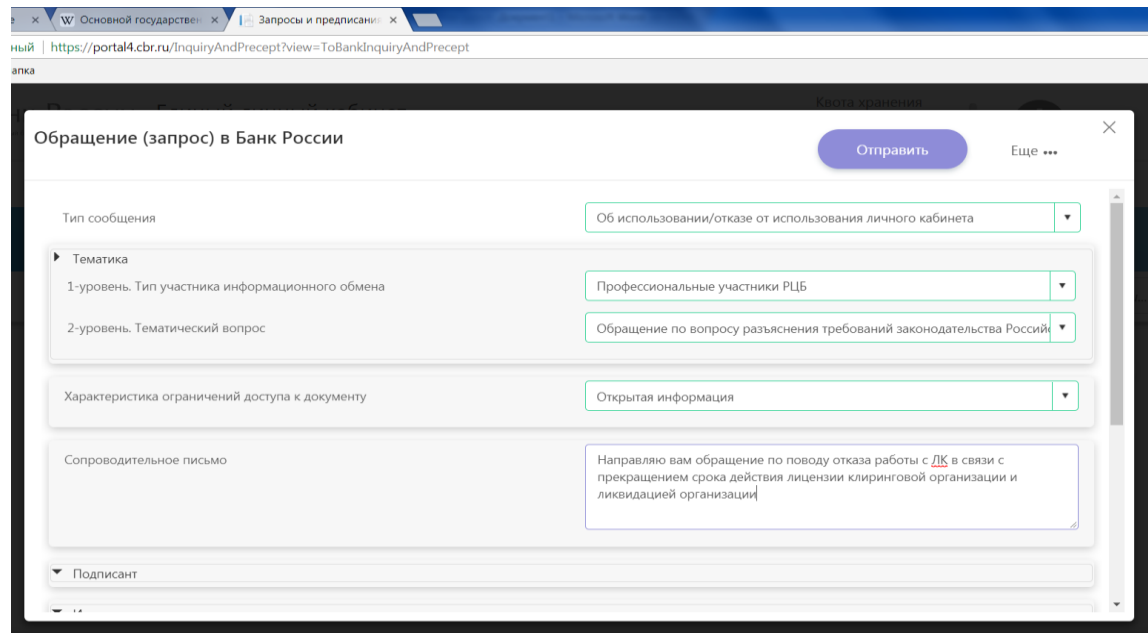 W Основной государствен ×
Запросы и предписания ×
ный | https://portal4.cbr.ru/InquiryAndPrecept?view=ToBankInquiryAndPrecept
апка
Квота хранения
Обращение (запрос) в Банк России
Отправить
Еще •••
Тип сообщения
Об использовании/отказе от использования личного кабинета
Тематика
1-уровень. Тип участника информационного обмена
Профессиональные участники РЦБ
2-уровень. Тематический вопрос
Обращение по вопросу разъяснения требований законодательства Российс
Характеристика ограничений доступа к документу
Открытая информация
Сопроводительное письмо
Направляю вам обращение по поводу отказа работы с ЛК в связи с
прекращением срока действия лицензии клиринговой организации и
ликвидацией организации
Подписант